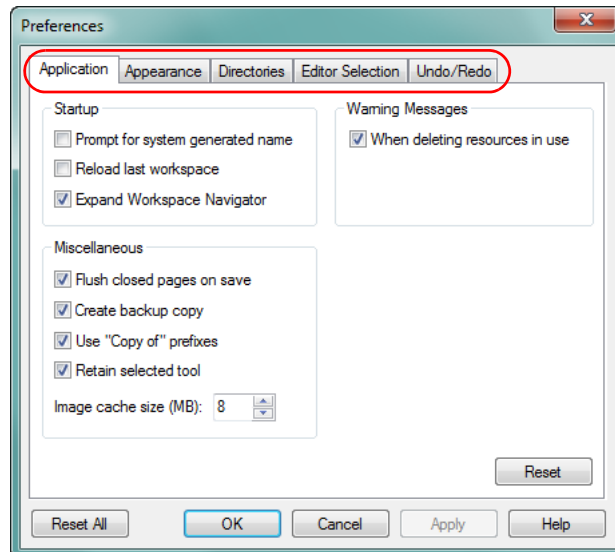 Preferences
Application Appearance Directories Editor Selection Undo/Redo
Startup
Prompt for system generated name
Reload last workspace
Expand Workspace Navigator
Warning Messages
When deleting resources in use
Miscellaneous
Flush closed pages on save
Create backup copy
Use "Copy of" prefixes
Retain selected tool
Image cache size (MB): 8
Reset
Reset All OK Cancel Apply Help